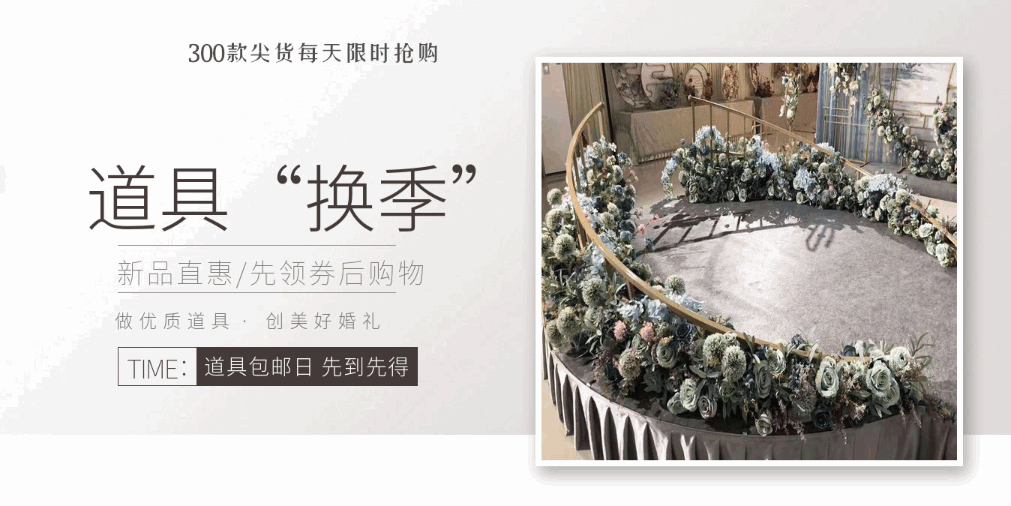 300款尖货每天限时抢购
道具“换季”
新品直惠/先领券后购物
做优质道具 · 创美好婚礼
TIME： 道具包邮日 先到先得